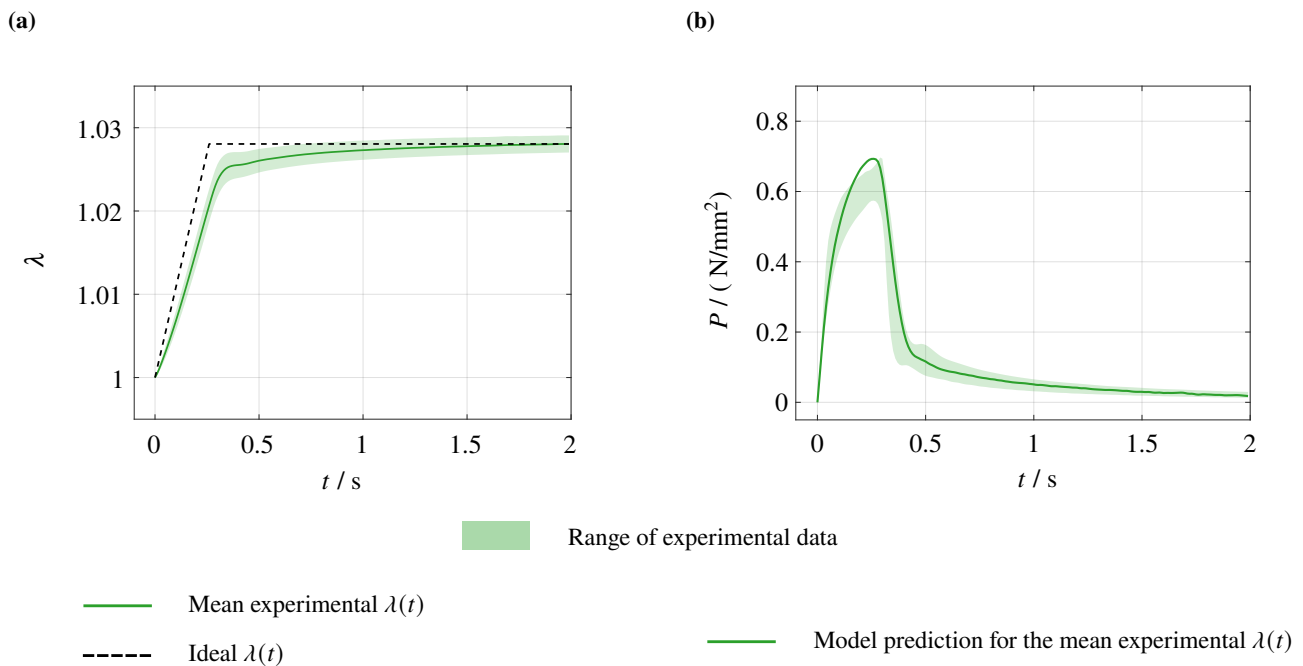 (a)
(b)
1.03
1.02
1.01
1
λ
0 0.5 1 1.5 2
t / s
0.8
0.6
0.4
0.2
0
P / ( N/mm²)
0 0.5 1 1.5 2
t / s
Range of experimental data
Mean experimental λ(t)
Ideal λ(t)
Model prediction for the mean experimental λ(t)